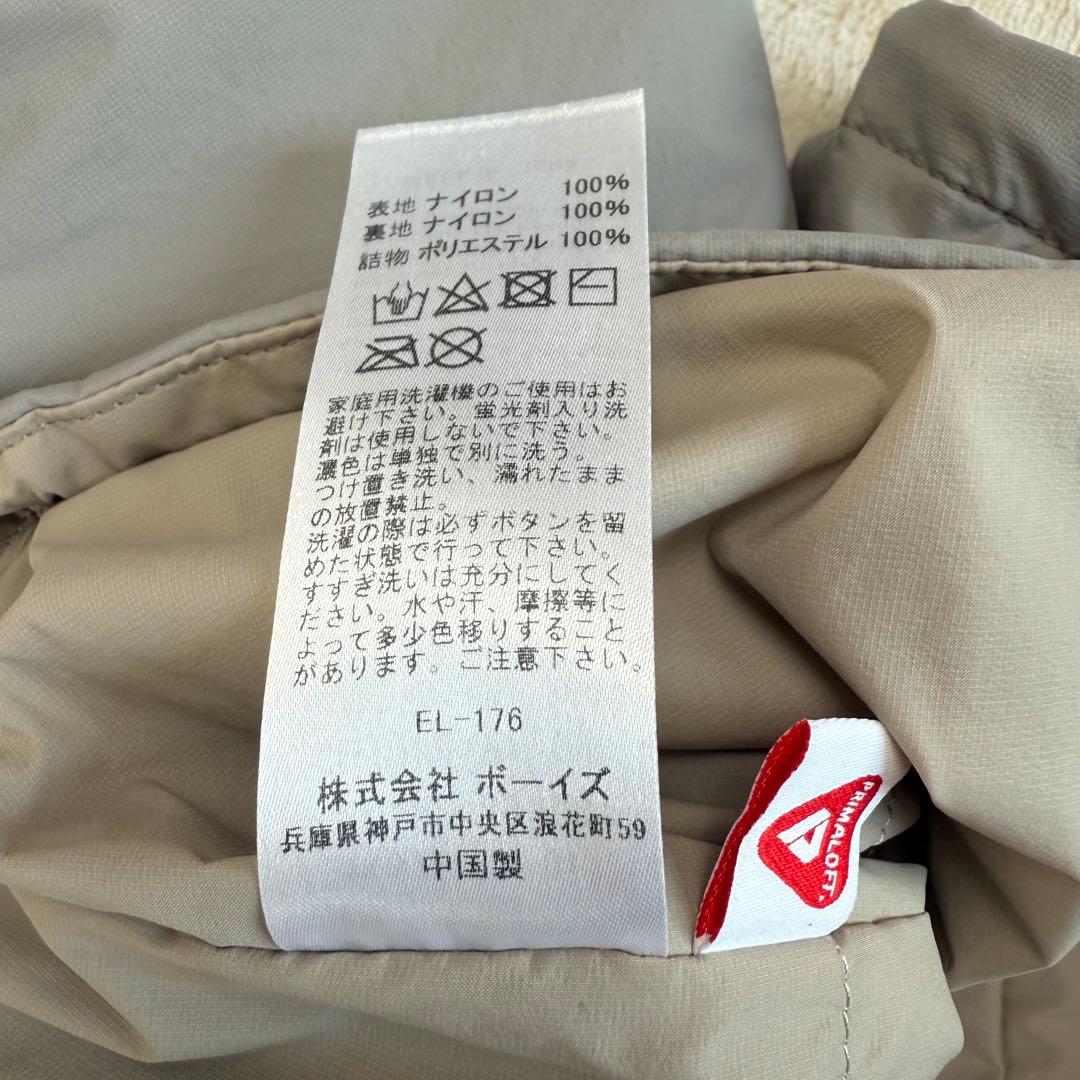 表地 ナイロン 100%
裏地 ナイロン 100%
詰物 ポリエステル 100%
家庭用洗濯機のご使用はお
避け下さい。蛍光剤入り洗
剤は使用しないで下さい。
濃色は単独で別に洗う。
つけ置き洗い、濡れたまま
の放置禁止。
洗濯の際は必ずボタンを留
めた状態で行って下さい。
すすぎ洗いは充分にしてく
ださい。水や汗、摩擦等に
よって多少色移りすること
があります。ご注意下さい。
EL-176
株式会社 ボーイズ
兵庫県神戸市中央区浪花町59
中国製
PRIMALOFT.